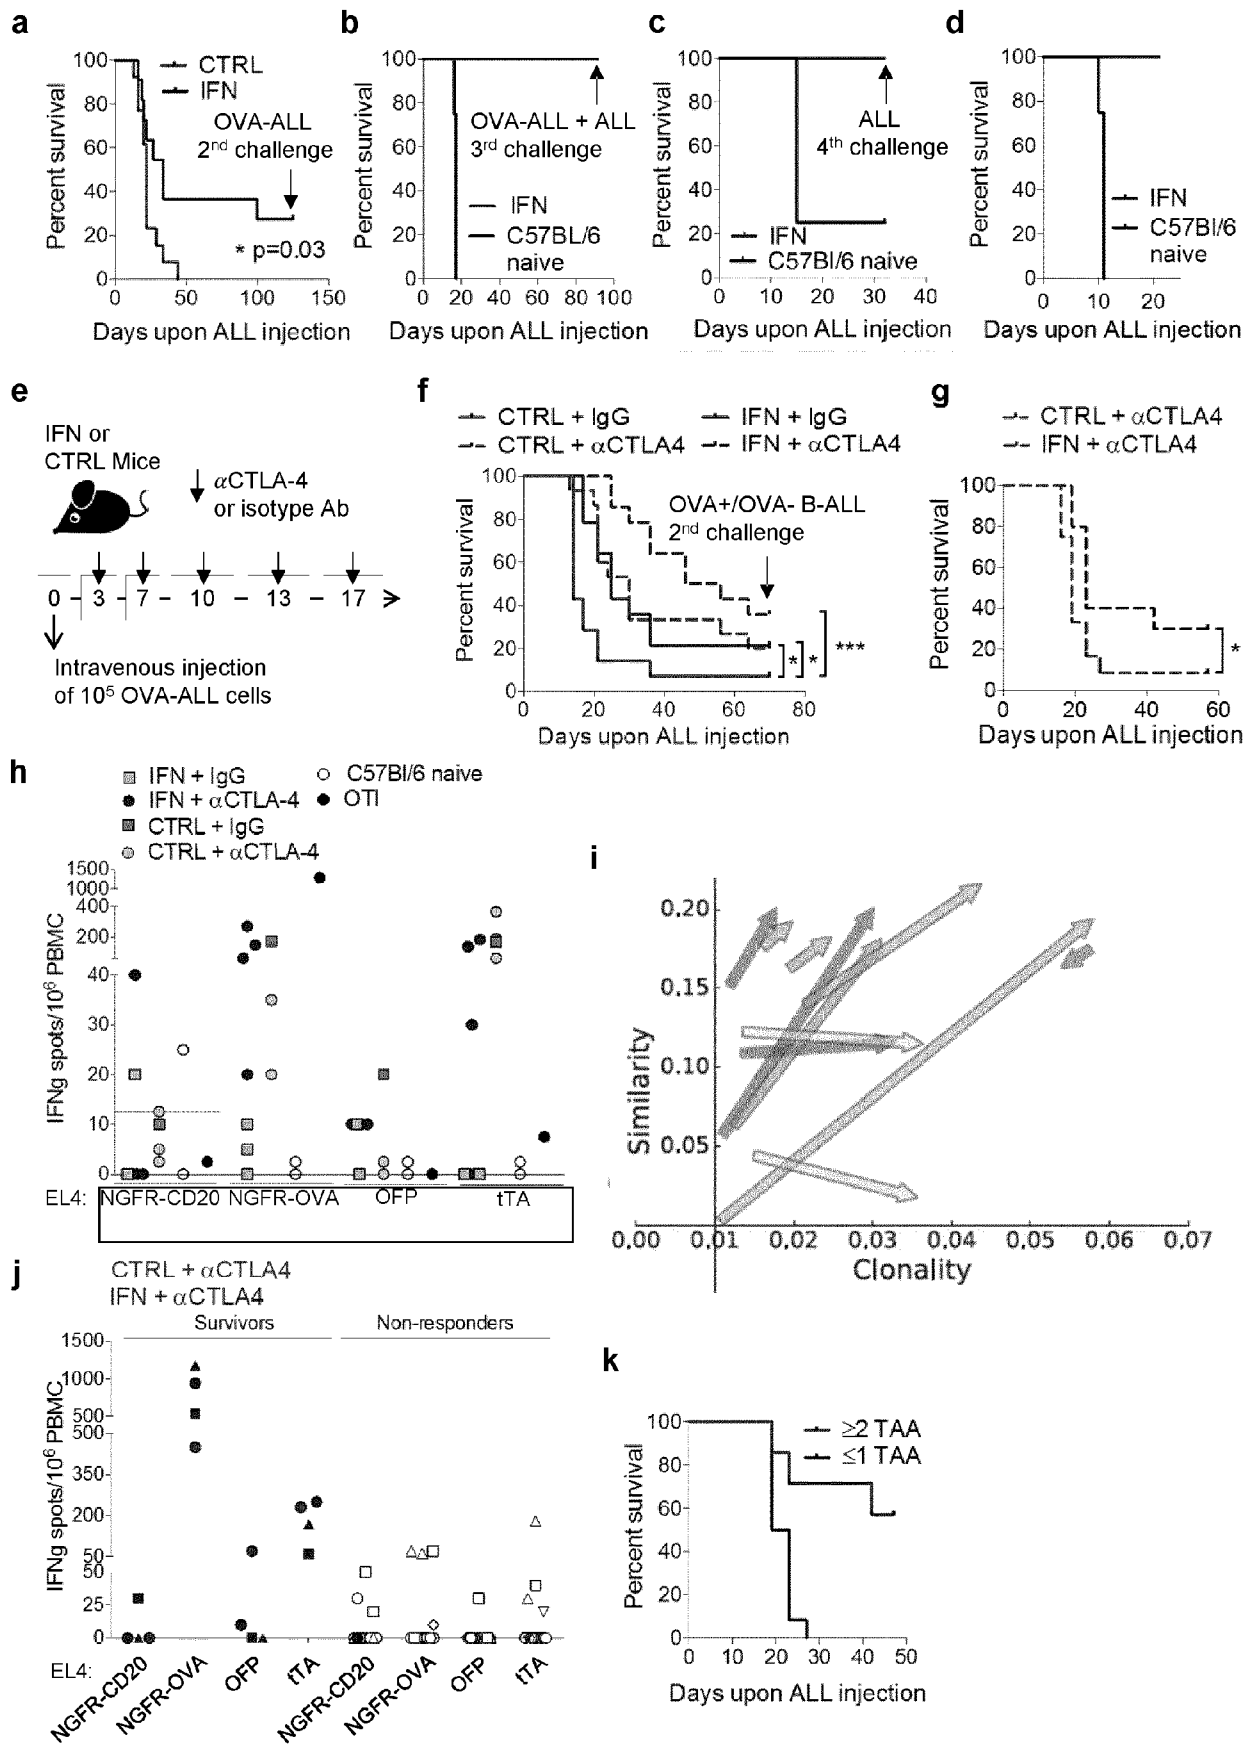 a
Percent survival
100
80
60
40
20
0
CTRL
IFN
OVA-ALL
2nd challenge
* p=0.03
0 50 100 150
Days upon ALL injection
b
Percent survival
100
80
60
40
20
0
OVA-ALL + ALL
3rd challenge
IFN
C57BL/6
naive
0 20 40 60 80 100
Days upon ALL injection
c
Percent survival
100
80
60
40
20
0
ALL
4th challenge
IFN
C57Bl/6 naive
0 10 20 30 40
Days upon ALL injection
d
Percent survival
100
80
60
40
20
0
IFN
C57Bl/6
naive
0 10 20
Days upon ALL injection
e
IFN or
CTRL Mice
αCTLA-4
or isotype Ab
0 - 3 - 7 - 10 - 13 - 17
Intravenous injection
of 10⁵ OVA-ALL cells
f
CTRL + IgG IFN + IgG
CTRL + αCTLA4 IFN + αCTLA4
Percent survival
100
80
60
40
20
0
OVA+/OVA- B-ALL
2nd challenge
* * ***
0 20 40 60 80
Days upon ALL injection
g
CTRL + αCTLA4
IFN + αCTLA4
Percent survival
100
80
60
40
20
0
*
0 20 40 60
Days upon ALL injection
h
IFN + IgG C57Bl/6 naive
IFN + αCTLA-4 OTI
CTRL + IgG
CTRL + αCTLA-4
IFNg spots/10⁶ PBMC
1500
1000
400
200
40
30
20
10
0
EL4: NGFR-CD20 NGFR-OVA OFP tTA
i
Similarity
0.20
0.15
0.10
0.05
0.00 0.01 0.02 0.03 0.04 0.05 0.06 0.07
Clonality
j
CTRL + αCTLA4
IFN + αCTLA4
Survivors Non-responders
IFNg spots/10⁶ PBMC
1500
1000
500
500
350
200
50
50
25
0
EL4: NGFR-CD20 NGFR-OVA OFP tTA NGFR-CD20 NGFR-OVA OFP tTA
k
Percent survival
100
80
60
40
20
0
≥2 TAA
≤1 TAA
0 10 20 30 40 50
Days upon ALL injection